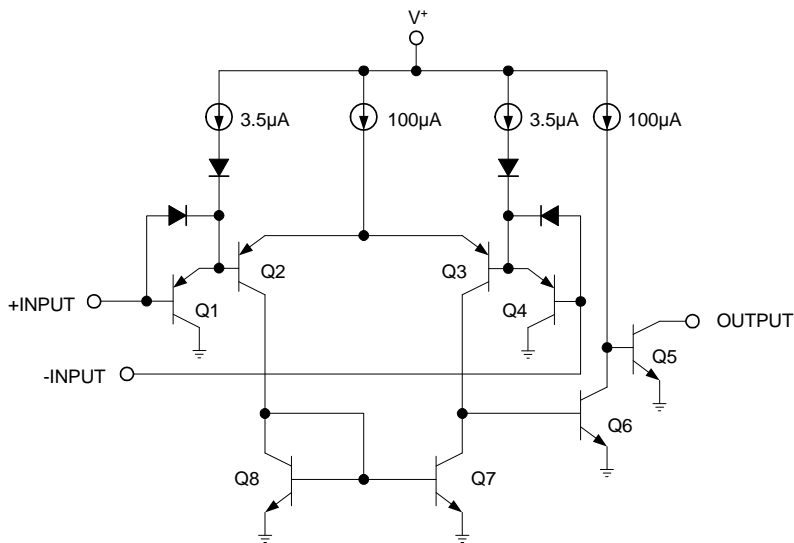 V+
3.5µA
100µA
3.5µA
100µA
Q2
Q3
+INPUT
Q1
Q4
OUTPUT
Q5
-INPUT
Q6
Q8
Q7